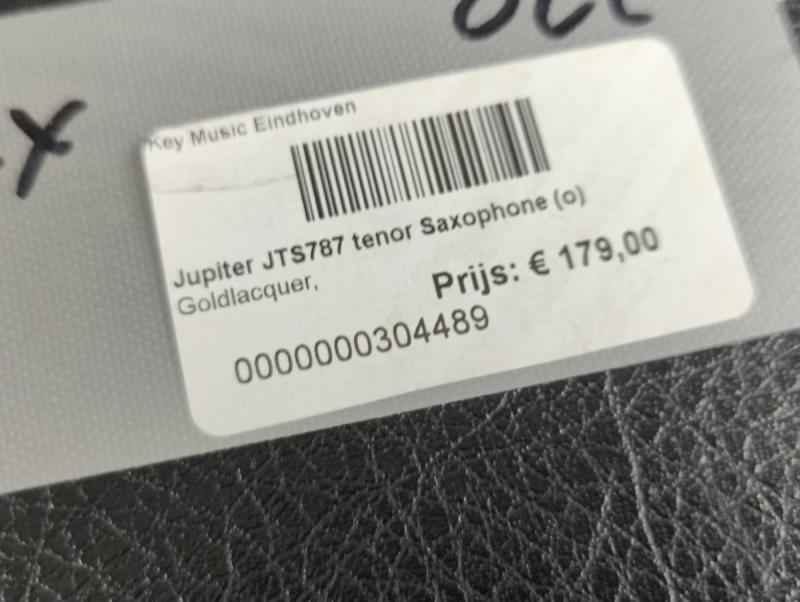 Key Music Eindhoven
Jupiter JTS787 tenor Saxophone (o)
Goldlacquer,
Prijs: € 179,00
0000000304489